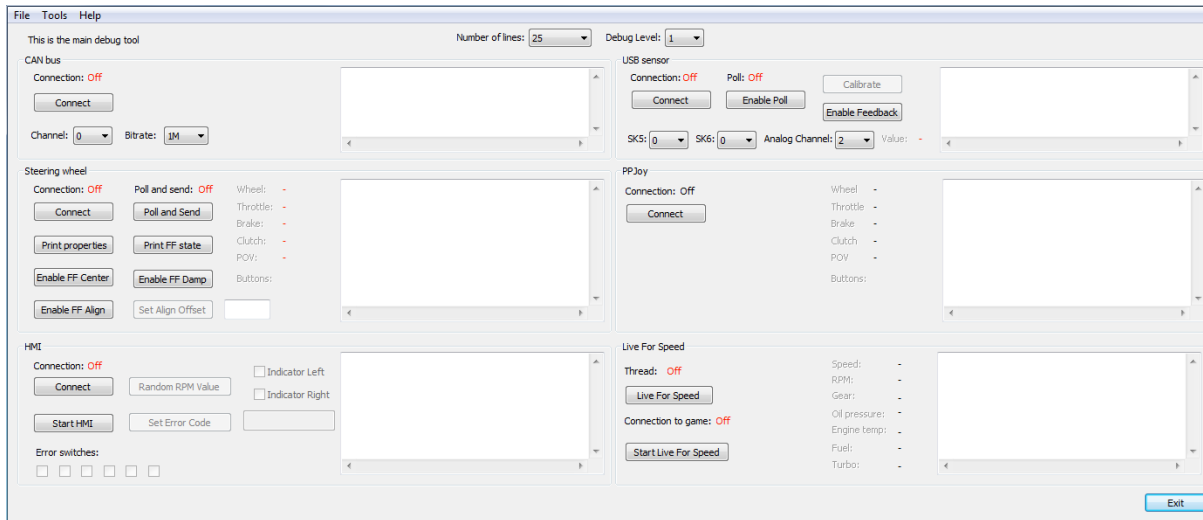 File Tools Help
This is the main debug tool
Number of lines: 25 Debug Level: 1
CAN bus
Connection: Off
Connect
Channel: 0 Bitrate: 1M
USB sensor
Connection: Off Poll: Off
Calibrate
Connect Enable Poll
Enable Feedback
SK5: 0 SK6: 0 Analog Channel: 2 Value: -
Steering wheel
Connection: Off Poll and send: Off Wheel: -
Connect Poll and Send Throttle: -
Brake: -
Print properties Print FF state Clutch: -
POV: -
Enable FF Center Enable FF Damp Buttons:
Enable FF Align Set Align Offset
PPJoy
Connection: Off Wheel -
Connect Throttle -
Brake -
Clutch -
POV -
Buttons:
HMI
Connection: Off
Indicator Left
Connect Random RPM Value
Indicator Right
Start HMI Set Error Code
Error switches:
Live For Speed
Thread: Off Speed: -
RPM: -
Live For Speed Gear: -
Connection to game: Off Oil pressure: -
Engine temp: -
Start Live For Speed Fuel: -
Turbo: -
Exit